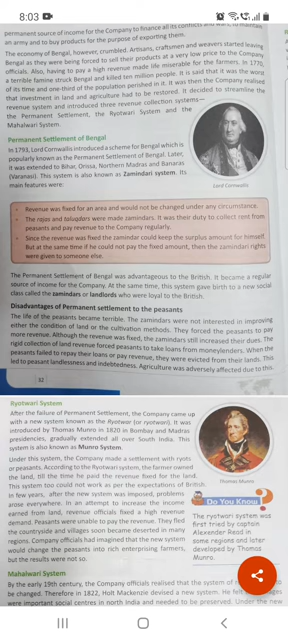 8:03
permanent source of income for the Company to finance all its conflicts and wars, to maintain
an army and to buy products for the purpose of exporting them.
The economy of Bengal, however, crumbled. Artisans, craftsmen and weavers started leaving
Bengal as they were being forced to sell their products at a very low price to the Company
officials. Also, having to pay a high revenue made life miserable for the farmers. In 1770,
a terrible famine struck Bengal and killed ten million people. It is said that it was the worst
of its time and one-third of the population perished in it. It was then the Company realised
that investment in land and agriculture had to be restored. It decided to streamline the
revenue system and introduced three revenue collection systems—
the Permanent Settlement, the Ryotwari System and the
Mahalwari System.
Permanent Settlement of Bengal
In 1793, Lord Cornwallis introduced a scheme for Bengal which is
popularly known as the Permanent Settlement of Bengal. Later,
it was extended to Bihar, Orissa, Northern Madras and Banaras
(Varanasi). This system is also known as Zamindari system. Its
main features were:
Lord Cornwallis
• Revenue was fixed for an area and would not be changed under any circumstance.
• The rajas and taluqdars were made zamindars. It was their duty to collect rent from
peasants and pay revenue to the Company regularly.
• Since the revenue was fixed the zamindar could keep the surplus amount for himself.
But at the same time if he could not pay the fixed amount, then the zamindari rights
were given to someone else.
The Permanent Settlement of Bengal was advantageous to the British. It became a regular
source of income for the Company. At the same time, this system gave birth to a new social
class called the zamindars or landlords who were loyal to the British.
Disadvantages of Permanent settlement to the peasants
The life of the peasants became terrible. The zamindars were not interested in improving
either the condition of land or the cultivation methods. They forced the peasants to pay
more revenue. Although the revenue was fixed, the zamindars still increased their dues. The
rigid collection of land revenue forced peasants to take loans from moneylenders. When the
peasants failed to repay their loans or pay revenue, they were evicted from their lands. This
led to peasant landlessness and indebtedness. Agriculture was adversely affected due to this.
32
Ryotwari System
After the failure of Permanent Settlement, the Company came up
with a new system known as the Ryotwar (or ryotwari). It was
introduced by Thomas Munro in 1820 in Bombay and Madras
presidencies, gradually extended all over South India. This
system is also known as Munro System.
Under this system, the Company made a settlement with ryots
or peasants. According to the Ryotwari System, the farmer owned
the land, till the time he paid the revenue fixed for the land.
This system too could not work as per the expectations of British.
In few years, after the new system was imposed, problems
arose everywhere. In an attempt to increase the income
earned from land, revenue officials fixed a high revenue
demand. Peasants were unable to pay the revenue. They fled
the countryside and villages soon became deserted in many
regions. Company officials had imagined that the new system
would change the peasants into rich enterprising farmers,
but the results were not so.
Thomas Munro
Do You Know
The ryotwari system was
first tried by captain
Alexander Read in
some regions and later
developed by Thomas
Munro.
Mahalwari System
By the early 19th century, the Company officials realised that the system of
be changed. Therefore in 1822, Holt Mackenzie devised a new system. He felt
were important social centres in north India and needed to be preserved. Under the new